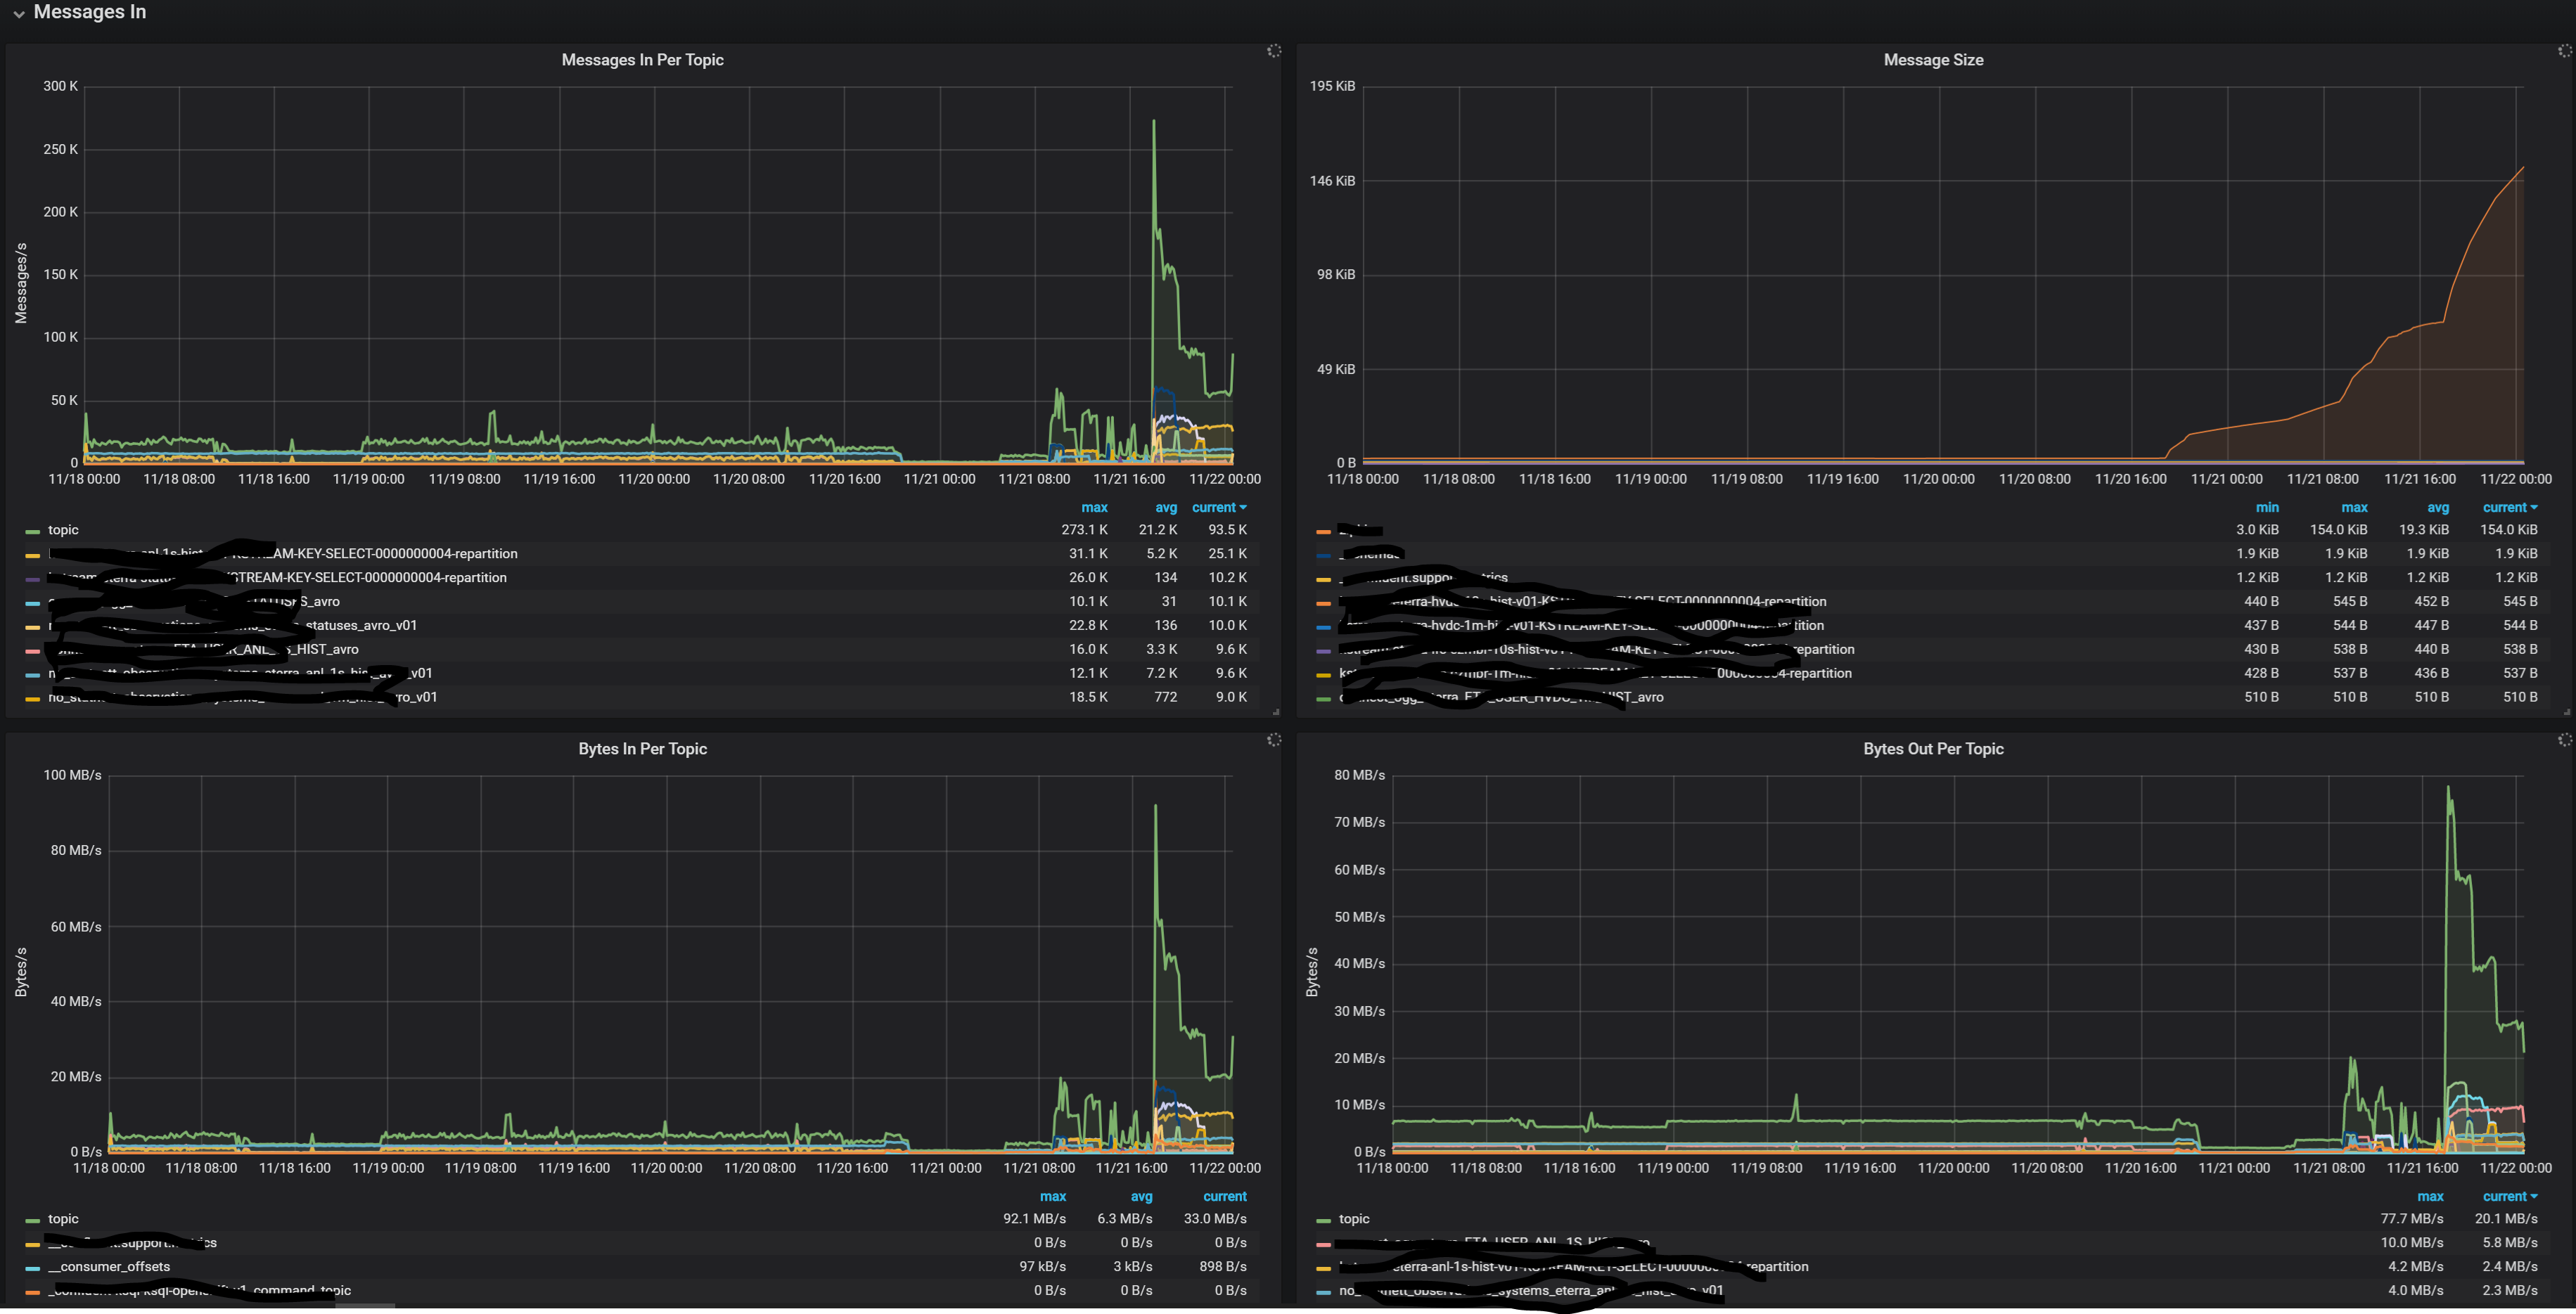 Messages In
Messages In Per Topic
Messages/s
300 K
250 K
200 K
150 K
100 K
50 K
0
11/18 00:00 11/18 08:00 11/18 16:00 11/19 00:00 11/19 08:00 11/19 16:00 11/20 00:00 11/20 08:00 11/20 16:00 11/21 00:00 11/21 08:00 11/21 16:00 11/22 00:00
max avg current
topic 273.1 K 21.2 K 93.5 K
-KEY-SELECT-0000000004-repartition 31.1 K 5.2 K 25.1 K
STREAM-KEY-SELECT-0000000004-repartition 26.0 K 134 10.2 K
_avro 10.1 K 31 10.1 K
statuses_avro_v01 22.8 K 136 10.0 K
HIST_avro 16.0 K 3.3 K 9.6 K
_v01 12.1 K 7.2 K 9.6 K
_v01 18.5 K 772 9.0 K
Message Size
195 KiB
146 KiB
98 KiB
49 KiB
0 B
11/18 00:00 11/18 08:00 11/18 16:00 11/19 00:00 11/19 08:00 11/19 16:00 11/20 00:00 11/20 08:00 11/20 16:00 11/21 00:00 11/21 08:00 11/21 16:00 11/22 00:00
min max avg current
3.0 KiB 154.0 KiB 19.3 KiB 154.0 KiB
1.9 KiB 1.9 KiB 1.9 KiB 1.9 KiB
1.2 KiB 1.2 KiB 1.2 KiB 1.2 KiB
-repartition 440 B 545 B 452 B 545 B
437 B 544 B 447 B 544 B
repartition 430 B 538 B 440 B 538 B
-repartition 428 B 537 B 436 B 537 B
_avro 510 B 510 B 510 B 510 B
Bytes In Per Topic
Bytes/s
100 MB/s
80 MB/s
60 MB/s
40 MB/s
20 MB/s
0 B/s
11/18 00:00 11/18 08:00 11/18 16:00 11/19 00:00 11/19 08:00 11/19 16:00 11/20 00:00 11/20 08:00 11/20 16:00 11/21 00:00 11/21 08:00 11/21 16:00 11/22 00:00
max avg current
topic 92.1 MB/s 6.3 MB/s 33.0 MB/s
0 B/s 0 B/s 0 B/s
__consumer_offsets 97 kB/s 3 kB/s 898 B/s
command_topic 0 B/s 0 B/s 0 B/s
Bytes Out Per Topic
Bytes/s
80 MB/s
70 MB/s
60 MB/s
50 MB/s
40 MB/s
30 MB/s
20 MB/s
10 MB/s
0 B/s
11/18 00:00 11/18 08:00 11/18 16:00 11/19 00:00 11/19 08:00 11/19 16:00 11/20 00:00 11/20 08:00 11/20 16:00 11/21 00:00 11/21 08:00 11/21 16:00 11/22 00:00
max current
topic 77.7 MB/s 20.1 MB/s
10.0 MB/s 5.8 MB/s
repartition 4.2 MB/s 2.4 MB/s
_v01 4.0 MB/s 2.3 MB/s